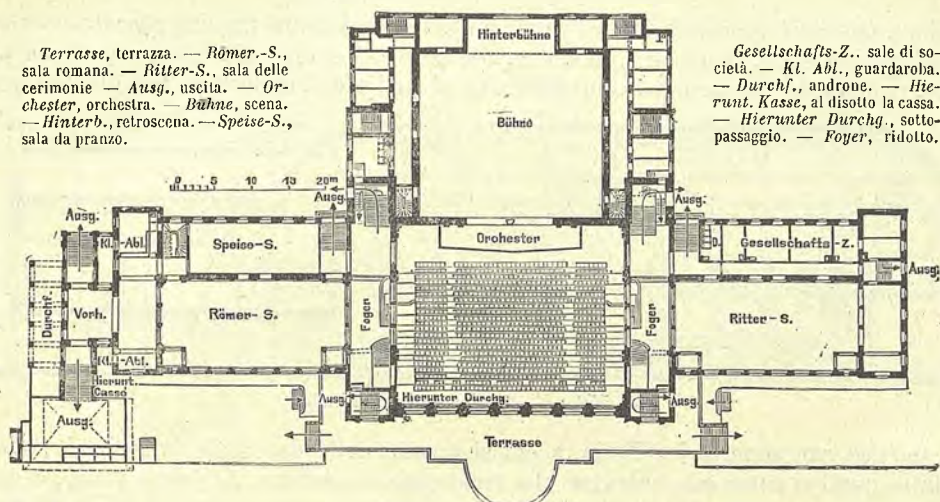 Terrasse, terrazza. — Römer.-S.,
sala romana. — Ritter-S., sala delle
cerimonie — Ausg., uscita. — Or-
chester, orchestra. — Bühne, scena.
— Hinterb., retroscena. — Speise-S.,
sala da pranzo.
Gesellschafts-Z.. sale di so-
cietà. — Kl. Abl., guardaroba.
— Durchf., androne. — Hie-
runt. Kasse, al disotto la cassa.
— Hierunter Durchg., sotto-
passaggio. — Foyer, ridotto.
Hinterbühne
Bühne
0 5 10 15 20m
Ausg.
Ausg.
Ausg.
Kl. -Abl.
Speise-S.
Orchester
D.
Gesellschafts-Z.
Ausg.
Durchf.
Vorh.
Römer-S.
Foyer
Foyer
Ritter-S.
Kl. -Abl.
Hierunt.
Casse
Ausg.
Ausg.
Hierunter Durchg.
Ausg.
Terrasse